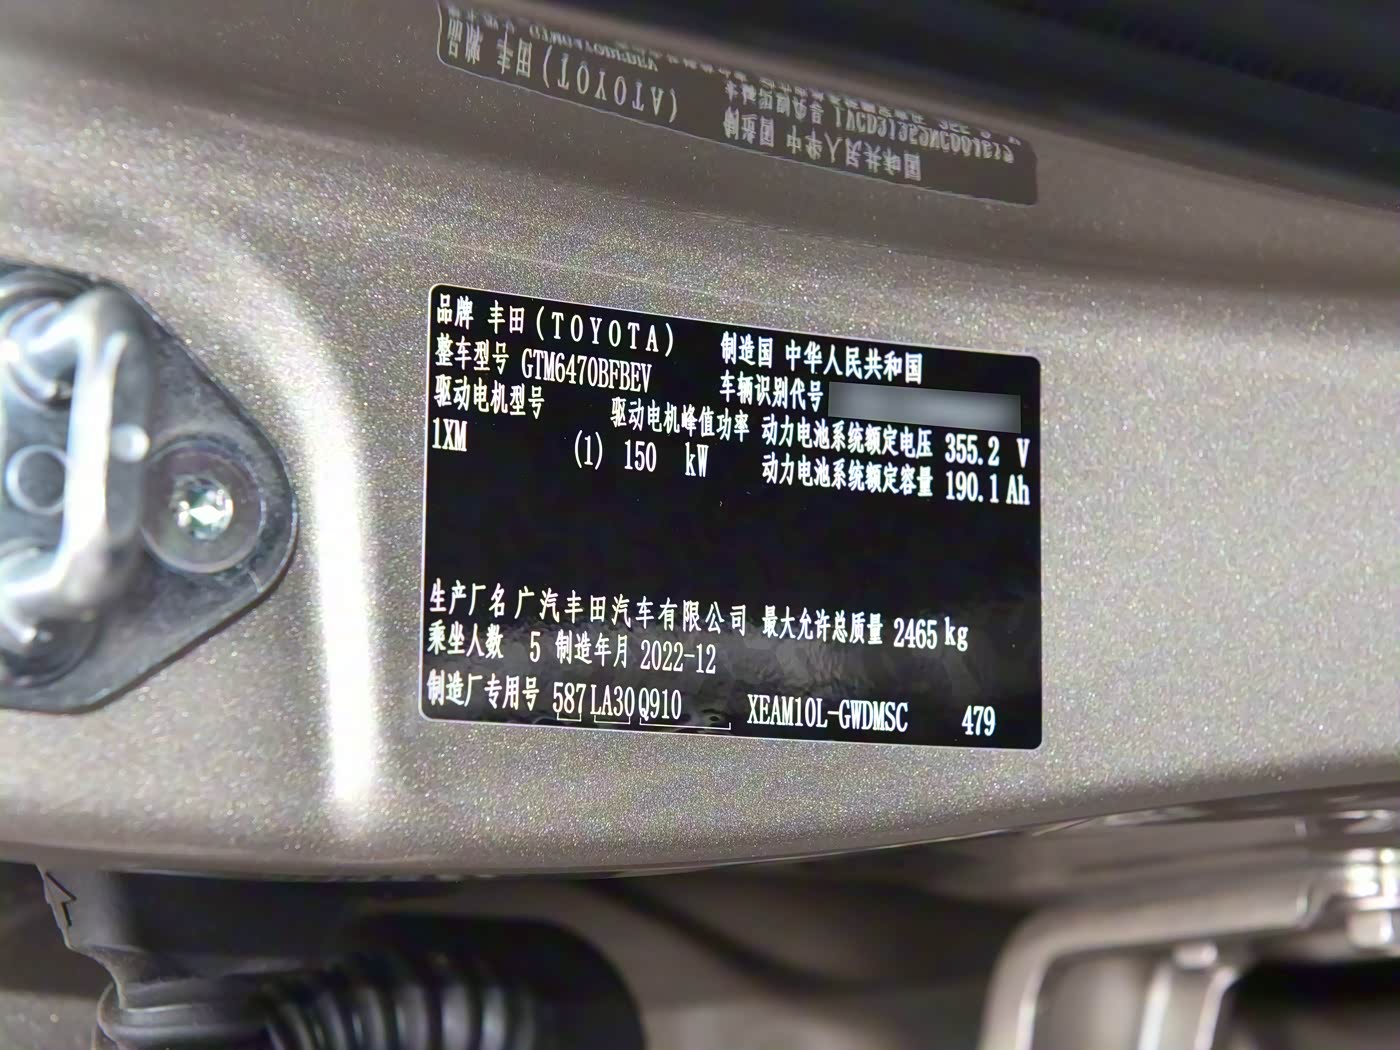 品牌 丰田(TOYOTA)
制造国 中华人民共和国
整车型号 GTM6470BFBEV
车辆识别代号
驱动电机型号 驱动电机峰值功率
动力电池系统额定电压 355.2 V
1XM (1) 150 kW
动力电池系统额定容量 190.1 Ah
生产厂名 广汽丰田汽车有限公司 最大允许总质量 2465 kg
乘坐人数 5 制造年月 2022-12
制造厂专用号 587 LA30 Q910 XEAM10L-GWDMSC 479